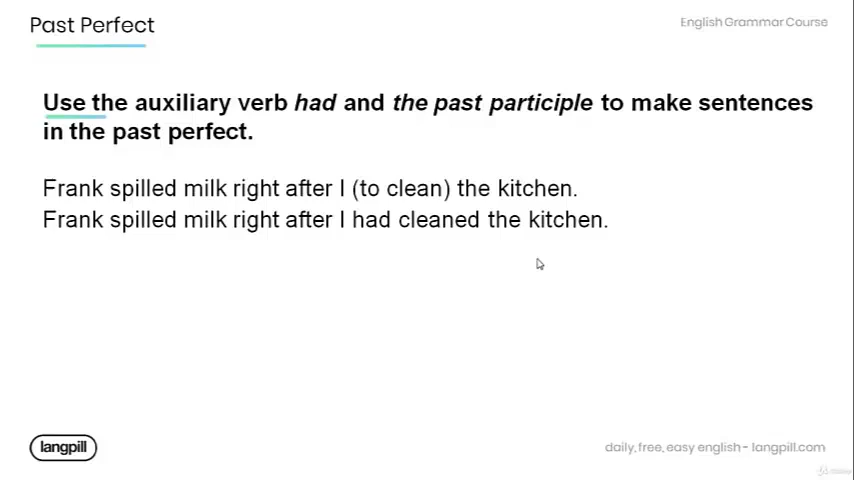 Past Perfect
English Grammar Course
Use the auxiliary verb had and the past participle to make sentences
in the past perfect.
Frank spilled milk right after I (to clean) the kitchen.
Frank spilled milk right after I had cleaned the kitchen.
langpill
daily, free, easy english - langpill.com